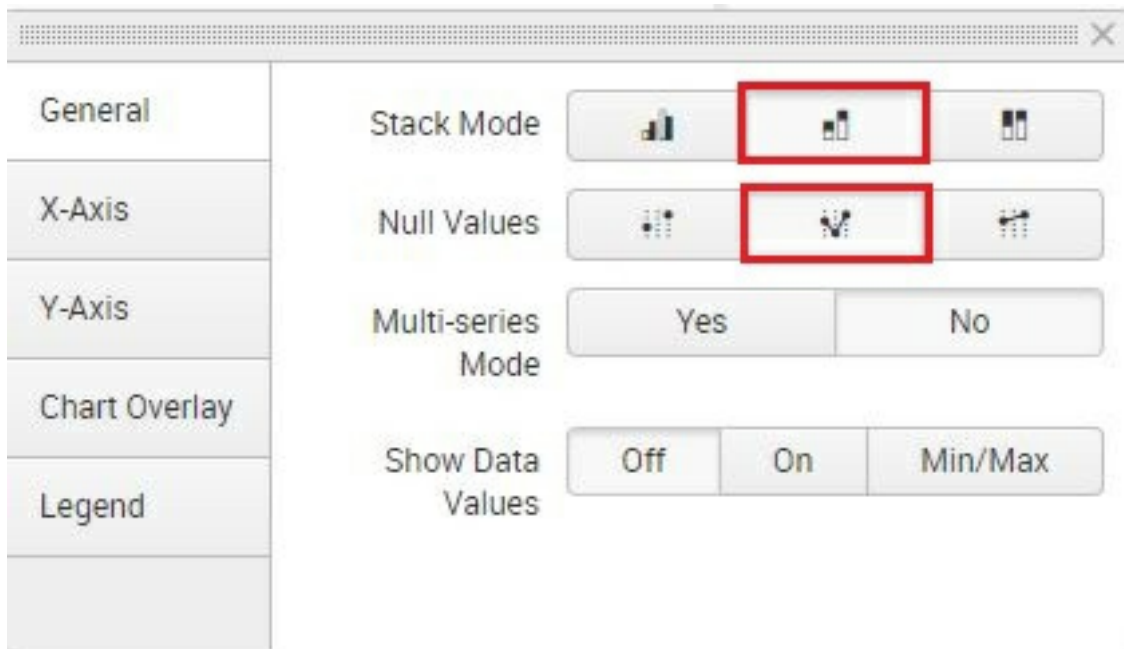 General
X-Axis
Y-Axis
Chart Overlay
Legend
Stack Mode
Null Values
Multi-series
Mode
Yes
No
Show Data
Values
Off
On
Min/Max